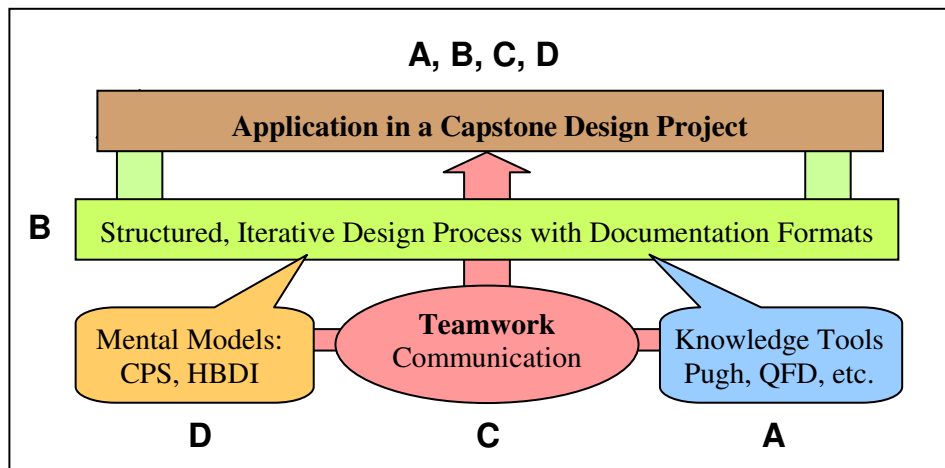 A, B, C, D
Application in a Capstone Design Project
B
Structured, Iterative Design Process with Documentation Formats
Mental Models:
CPS, HBDI
Teamwork
Communication
Knowledge Tools
Pugh, QFD, etc.
D
C
A